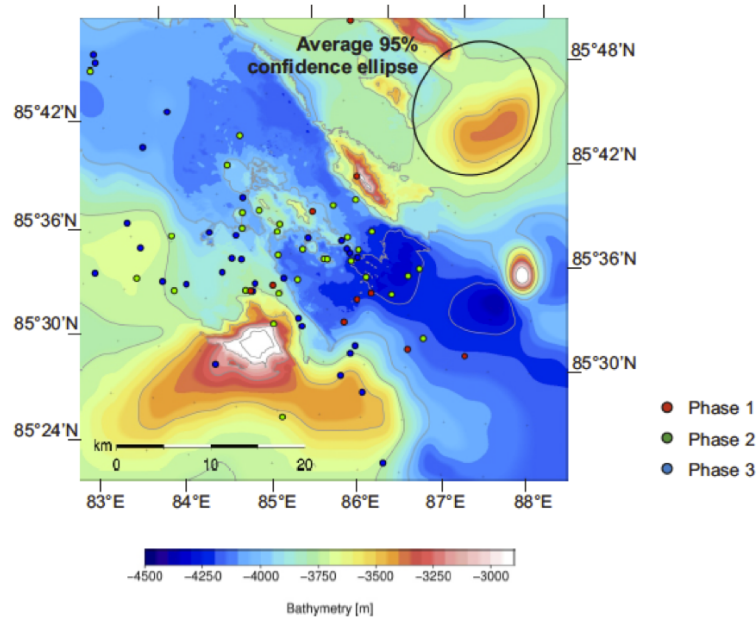 Average 95%
confidence ellipse
85°48'N
85°42'N
85°42'N
85°36'N
85°36'N
85°30'N
85°30'N
85°24'N
km
0 10 20
83°E 84°E 85°E 86°E 87°E 88°E
Phase 1
Phase 2
Phase 3
−4500 −4250 −4000 −3750 −3500 −3250 −3000
Bathymetry [m]